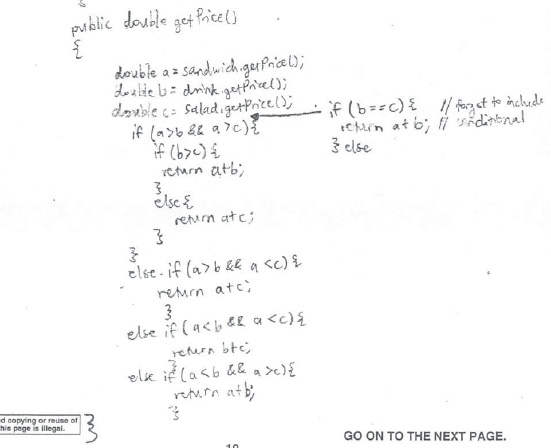 public double getPrice()
{
double a = sandwich.getPrice();
double b = drink.getPrice();
double c = salad.getPrice();
if (b==c) { // forgot to include
return a+b; // conditional
} else
if (a>b && a>c) {
if (b>c) {
return a+b;
}
else {
return a+c;
}
}
else if (a>b && a<c) {
return a+c;
}
else if (a<b && a<c) {
return b+c;
}
else if (a<b && a>c) {
return a+b;
}
}
d copying or reuse of
his page is illegal.
GO ON TO THE NEXT PAGE.